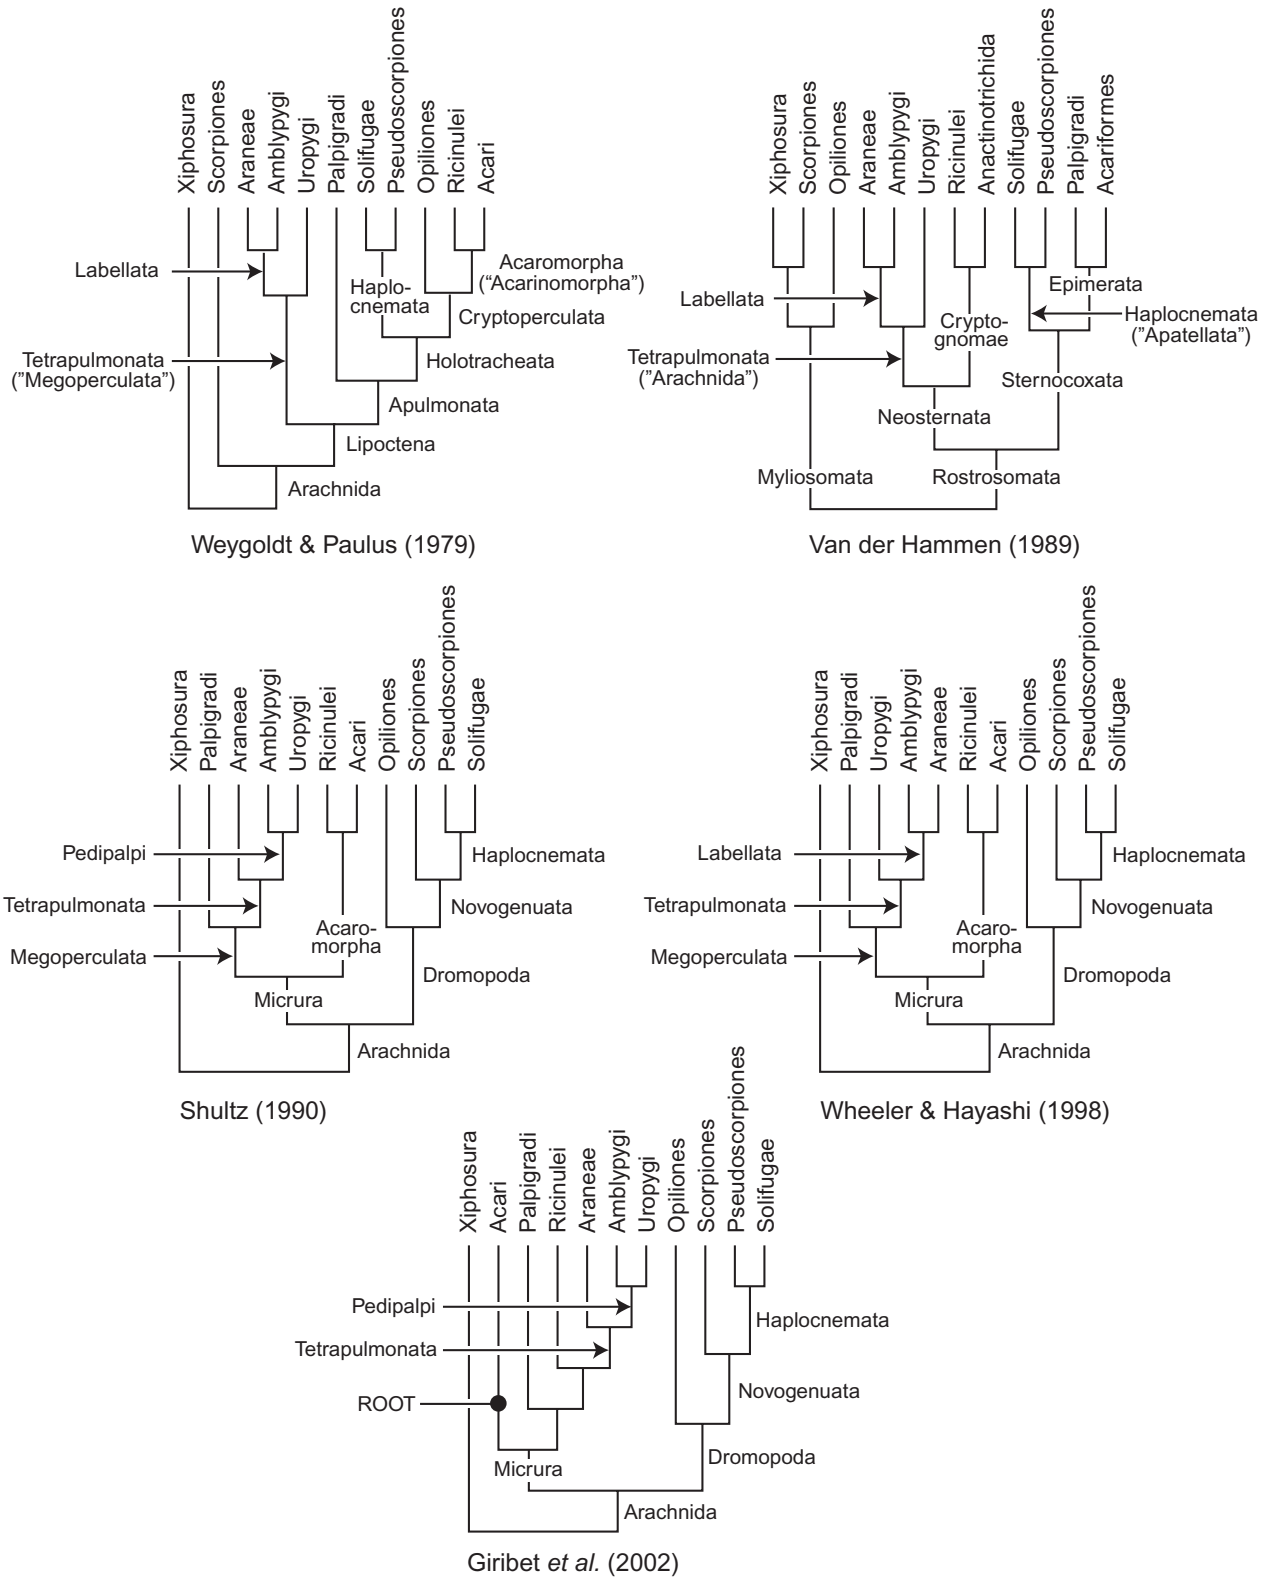 Xiphosura
Scorpiones
Araneae
Amblypygi
Uropygi
Palpigradi
Solifugae
Pseudoscorpiones
Opiliones
Ricinulei
Acari
Labellata
Haplo-
cnemata
Acaromorpha
("Acarinomorpha")
Cryptoperculata
Tetrapulmonata
("Megoperculata")
Holotracheata
Apulmonata
Lipoctena
Arachnida
Weygoldt & Paulus (1979)
Xiphosura
Scorpiones
Opiliones
Araneae
Amblypygi
Uropygi
Ricinulei
Anactinotrichida
Solifugae
Pseudoscorpiones
Palpigradi
Acariformes
Labellata
Epimerata
Crypto-
gnomae
Haplocnemata
("Apatellata")
Tetrapulmonata
("Arachnida")
Sternocoxata
Neosternata
Myliosomata
Rostrosomata
Van der Hammen (1989)
Xiphosura
Palpigradi
Araneae
Amblypygi
Uropygi
Ricinulei
Acari
Opiliones
Scorpiones
Pseudoscorpiones
Solifugae
Pedipalpi
Haplocnemata
Tetrapulmonata
Novogenuata
Acaro-
morpha
Megoperculata
Dromopoda
Micrura
Arachnida
Shultz (1990)
Xiphosura
Palpigradi
Uropygi
Amblypygi
Araneae
Ricinulei
Acari
Opiliones
Scorpiones
Pseudoscorpiones
Solifugae
Labellata
Haplocnemata
Tetrapulmonata
Novogenuata
Acaro-
morpha
Megoperculata
Dromopoda
Micrura
Arachnida
Wheeler & Hayashi (1998)
Xiphosura
Acari
Palpigradi
Ricinulei
Araneae
Amblypygi
Uropygi
Opiliones
Scorpiones
Pseudoscorpiones
Solifugae
Pedipalpi
Haplocnemata
Tetrapulmonata
Novogenuata
ROOT
Dromopoda
Micrura
Arachnida
Giribet et al. (2002)